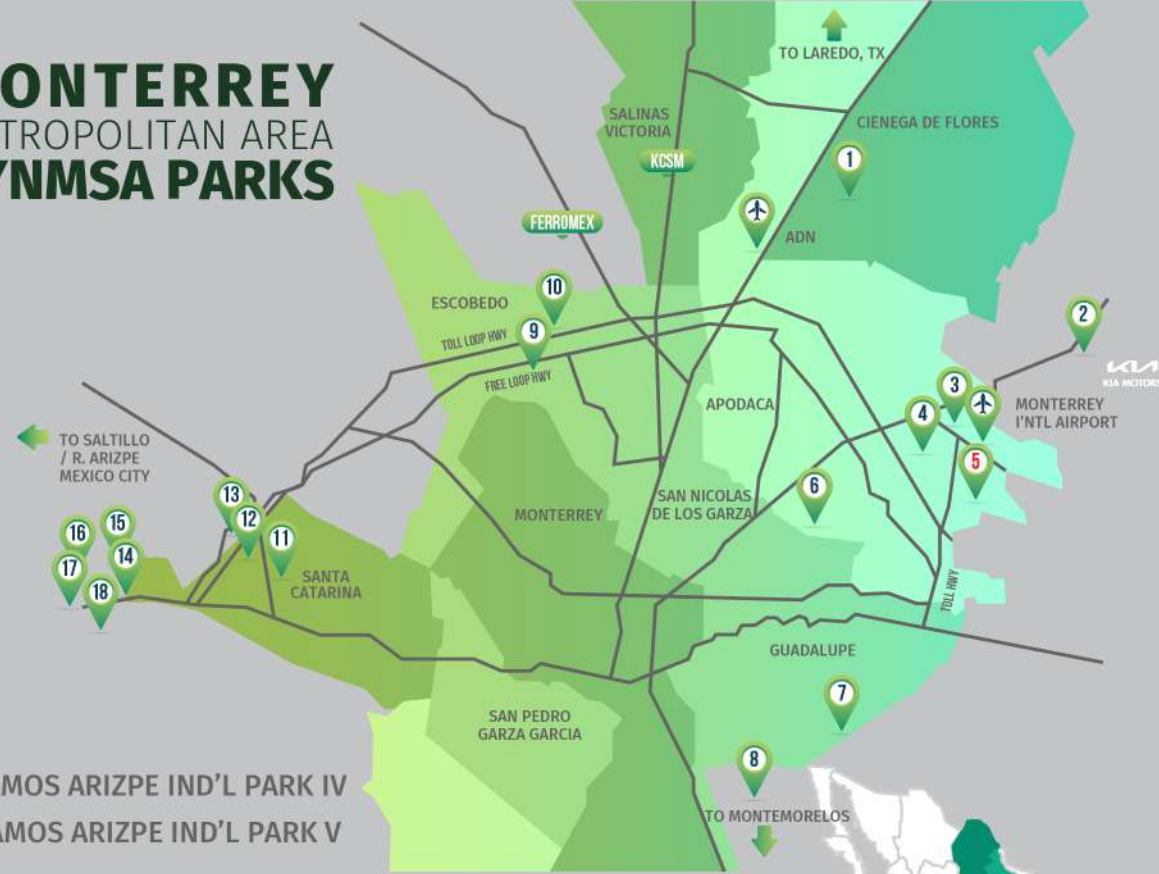 ONTERREY
TROPOLITAN AREA
YNMSA PARKS
TO LAREDO, TX
SALINAS
VICTORIA
CIENEGA DE FLORES
KCSM
1
FERROMEX
ADN
10
ESCOBEDO
2
9
TOLL LOOP HWY
KIA
KIA MOTORS
FREE LOOP HWY
3
APODACA
4
MONTERREY
I'NTL AIRPORT
TO SALTILLO
/ R. ARIZPE
MEXICO CITY
5
6
13
SAN NICOLAS
DE LOS GARZA
MONTERREY
12
15
16
11
14
17
SANTA
CATARINA
18
TOLL HWY
GUADALUPE
7
SAN PEDRO
GARZA GARCIA
8
AMOS ARIZPE IND'L PARK IV
TO MONTEMORELOS
AMOS ARIZPE IND'L PARK V